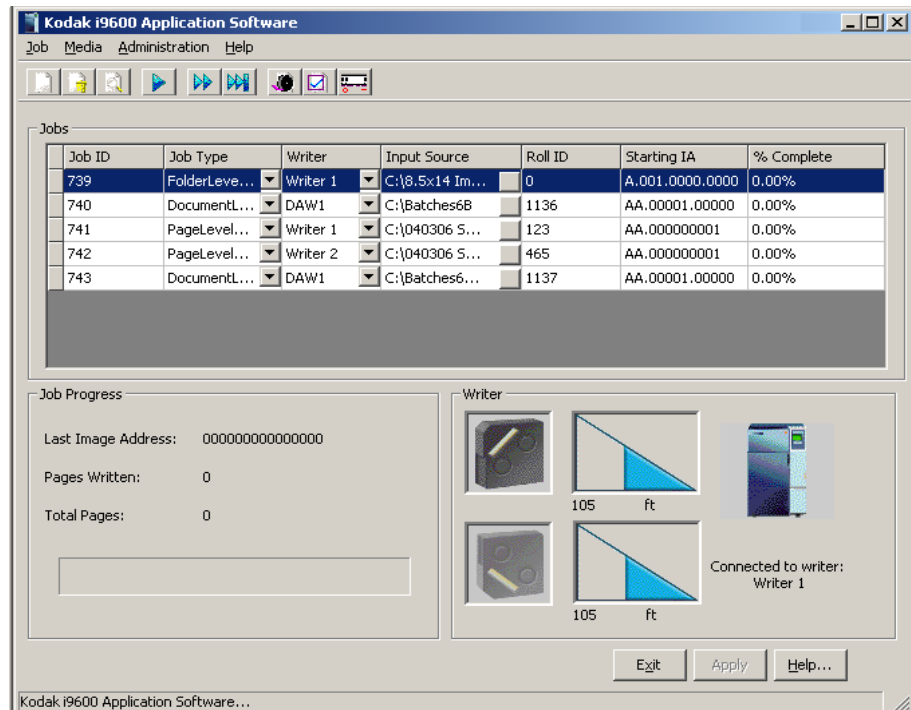 Kodak i9600 Application Software
Job Media Administration Help
Jobs
Job ID Job Type Writer Input Source Roll ID Starting IA % Complete
739 FolderLeve... Writer 1 C:\8.5x14 Im... 0 A.001.0000.0000 0.00%
740 DocumentL... DAW1 C:\Batches6B 1136 AA.00001.00000 0.00%
741 PageLevel... Writer 1 C:\040306 S... 123 AA.000000001 0.00%
742 PageLevel... Writer 2 C:\040306 S... 465 AA.000000001 0.00%
743 DocumentL... DAW1 C:\Batches6... 1137 AA.00001.00000 0.00%
Job Progress
Last Image Address: 000000000000000
Pages Written: 0
Total Pages: 0
Writer
105 ft
105 ft
Connected to writer:
Writer 1
Exit Apply Help...
Kodak i9600 Application Software...